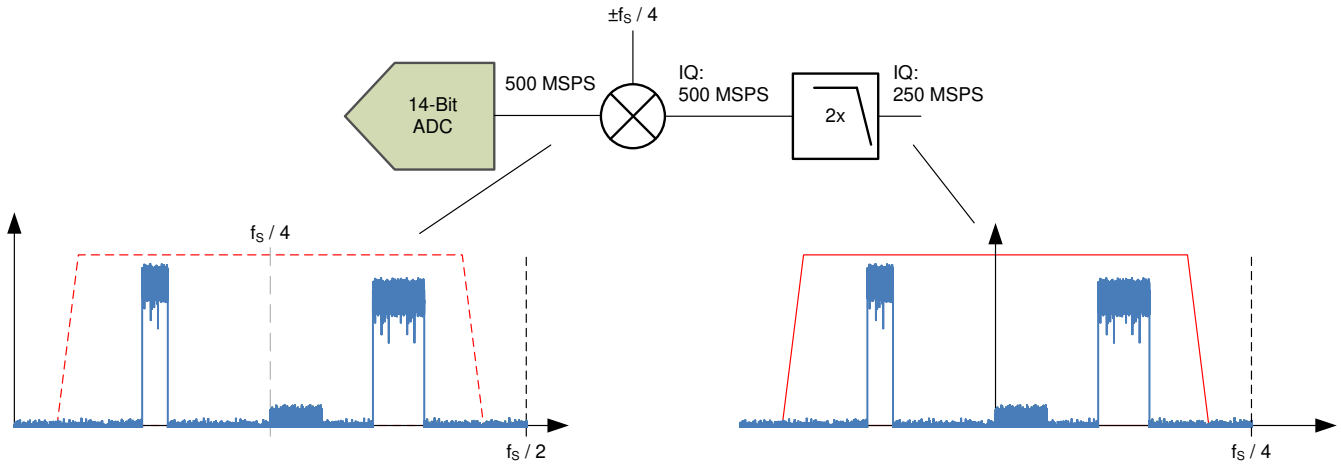 ±fS / 4
500 MSPS
IQ:
500 MSPS
IQ:
250 MSPS
14-Bit
ADC
2x
fS / 4
fS / 2
fS / 4